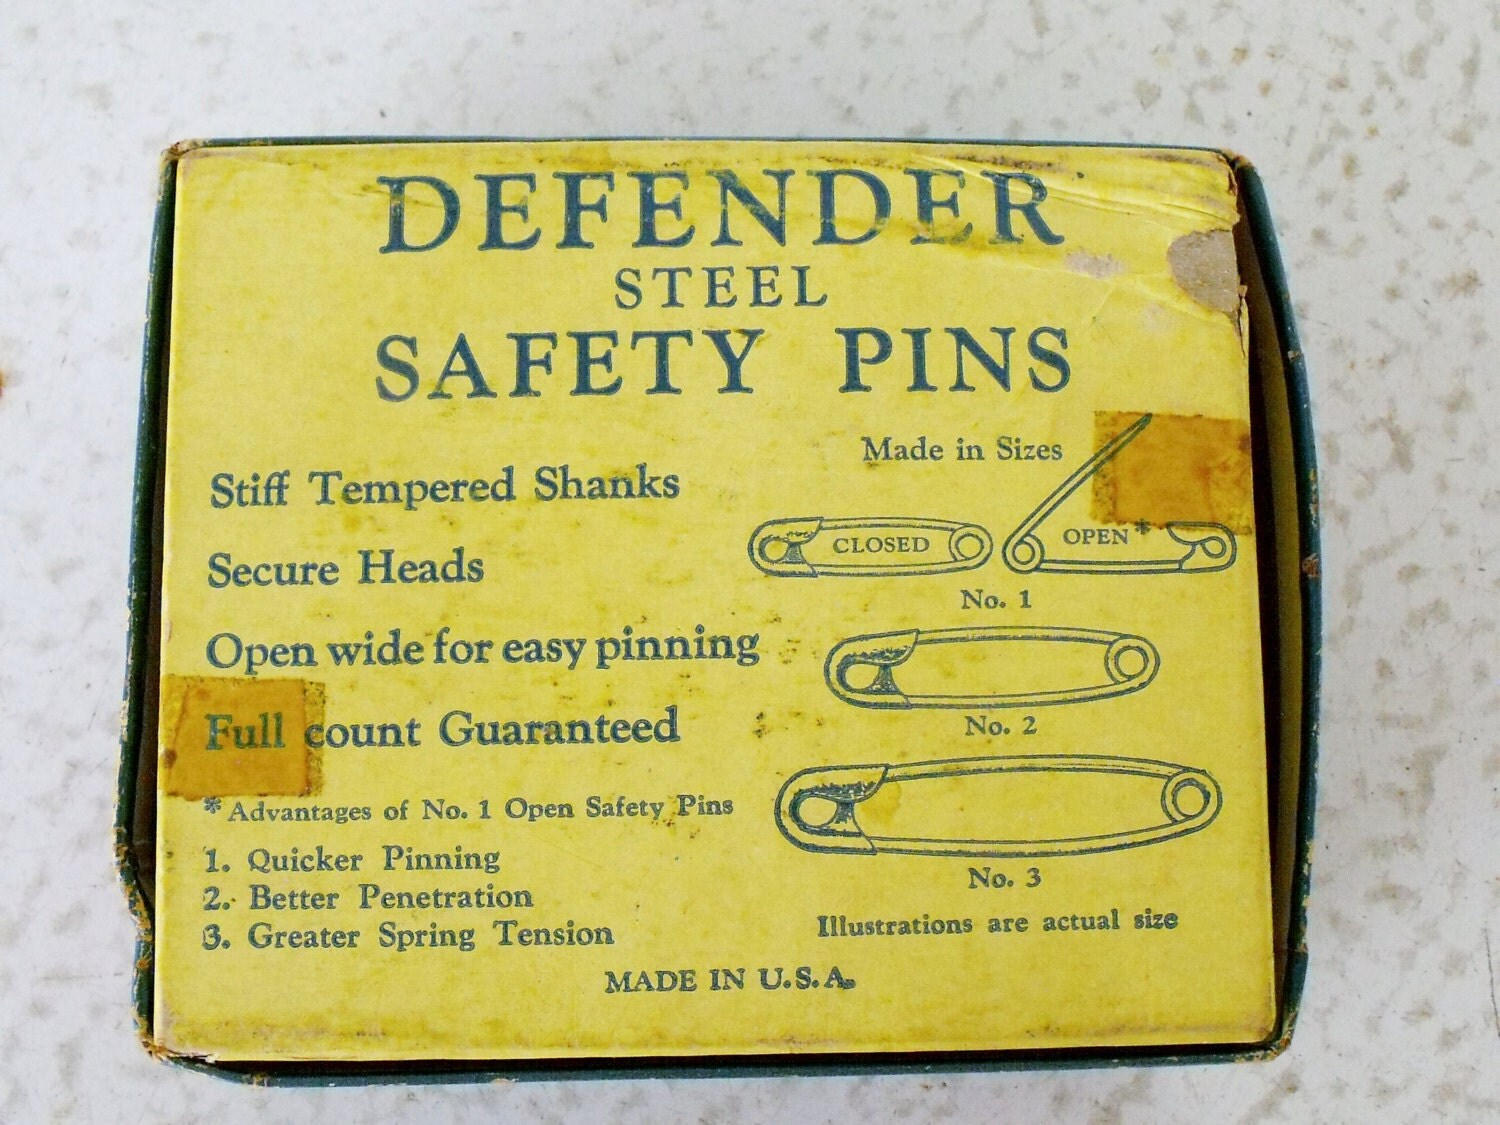 DEFENDER
STEEL
SAFETY PINS
Stiff Tempered Shanks
Secure Heads
Open wide for easy pinning
Full count Guaranteed
*Advantages of No. 1 Open Safety Pins
1. Quicker Pinning
2. Better Penetration
3. Greater Spring Tension
Made in Sizes
CLOSED
OPEN*
No. 1
No. 2
No. 3
Illustrations are actual size
MADE IN U.S.A.